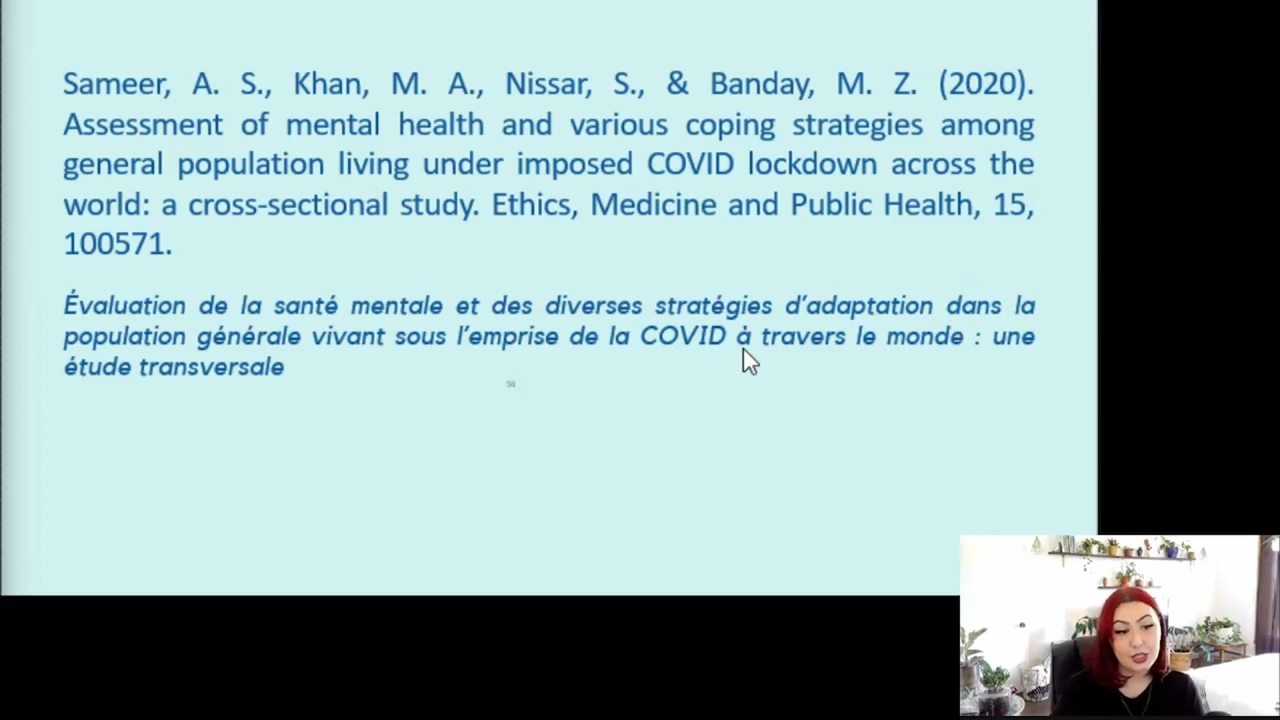 Sameer, A. S., Khan, M. A., Nissar, S., & Banday, M. Z. (2020).
Assessment of mental health and various coping strategies among
general population living under imposed COVID lockdown across the
world: a cross-sectional study. Ethics, Medicine and Public Health, 15,
100571.
Évaluation de la santé mentale et des diverses stratégies d’adaptation dans la
population générale vivant sous l’emprise de la COVID à travers le monde : une
étude transversale